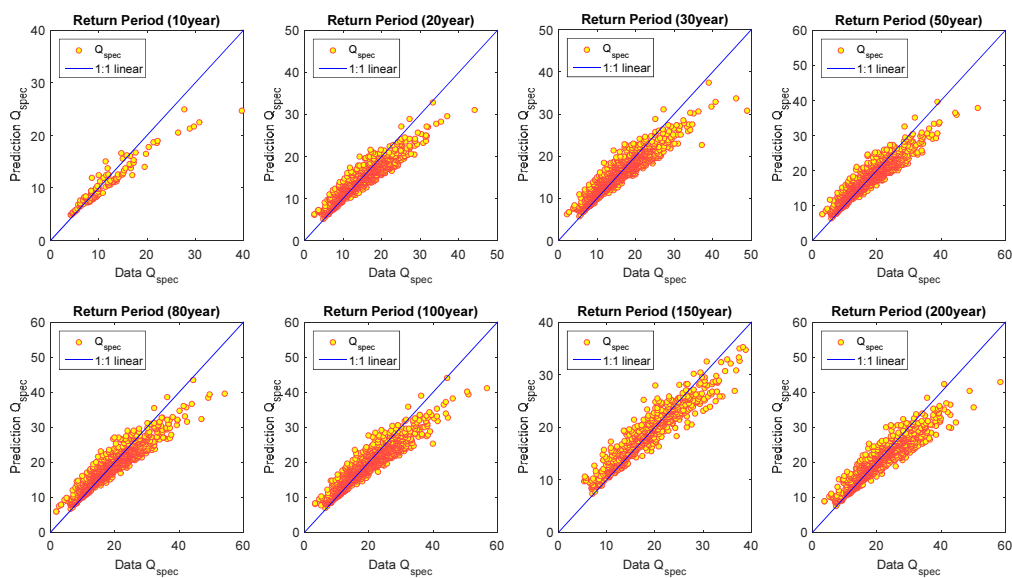 Return Period (10year)
40
30
20
10
0
0 10 20 30 40
Prediction Q_spec
Data Q_spec
Q_spec
1:1 linear
Return Period (20year)
50
40
30
20
10
0
0 10 20 30 40 50
Prediction Q_spec
Data Q_spec
Q_spec
1:1 linear
Return Period (30year)
50
40
30
20
10
0
0 10 20 30 40 50
Prediction Q_spec
Data Q_spec
Q_spec
1:1 linear
Return Period (50year)
60
50
40
30
20
10
0
0 20 40 60
Prediction Q_spec
Data Q_spec
Q_spec
1:1 linear
Return Period (80year)
60
50
40
30
20
10
0
0 20 40 60
Prediction Q_spec
Data Q_spec
Q_spec
1:1 linear
Return Period (100year)
60
50
40
30
20
10
0
0 20 40 60
Prediction Q_spec
Data Q_spec
Q_spec
1:1 linear
Return Period (150year)
40
30
20
10
0
0 10 20 30 40
Prediction Q_spec
Data Q_spec
Q_spec
1:1 linear
Return Period (200year)
60
50
40
30
20
10
0
0 20 40 60
Prediction Q_spec
Data Q_spec
Q_spec
1:1 linear